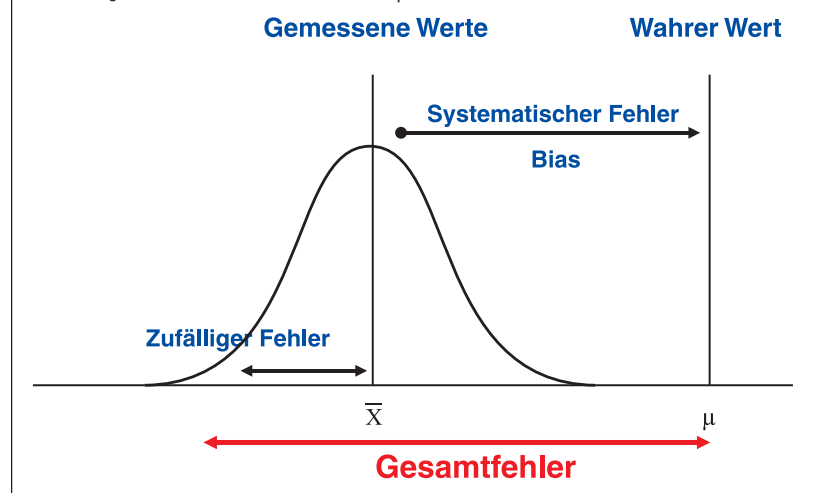 Gemessene Werte
Wahrer Wert
Systematischer Fehler
Bias
Zufälliger Fehler
X̅
μ
Gesamtfehler